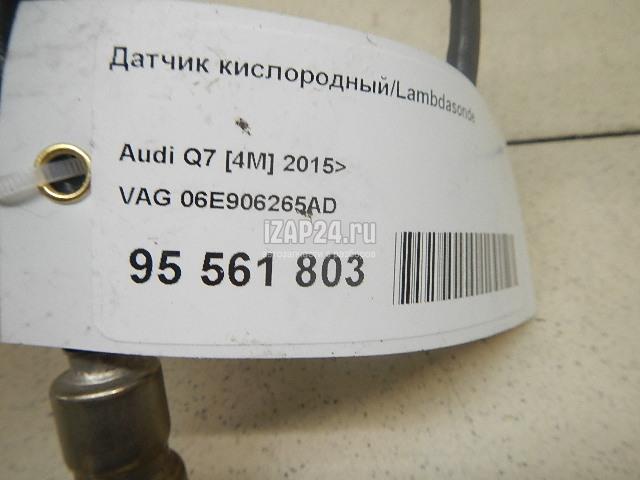 Датчик кислородный/Lambdasonde
Audi Q7 [4M] 2015>
VAG 06E906265AD
iZAP24.ru
95 561 803